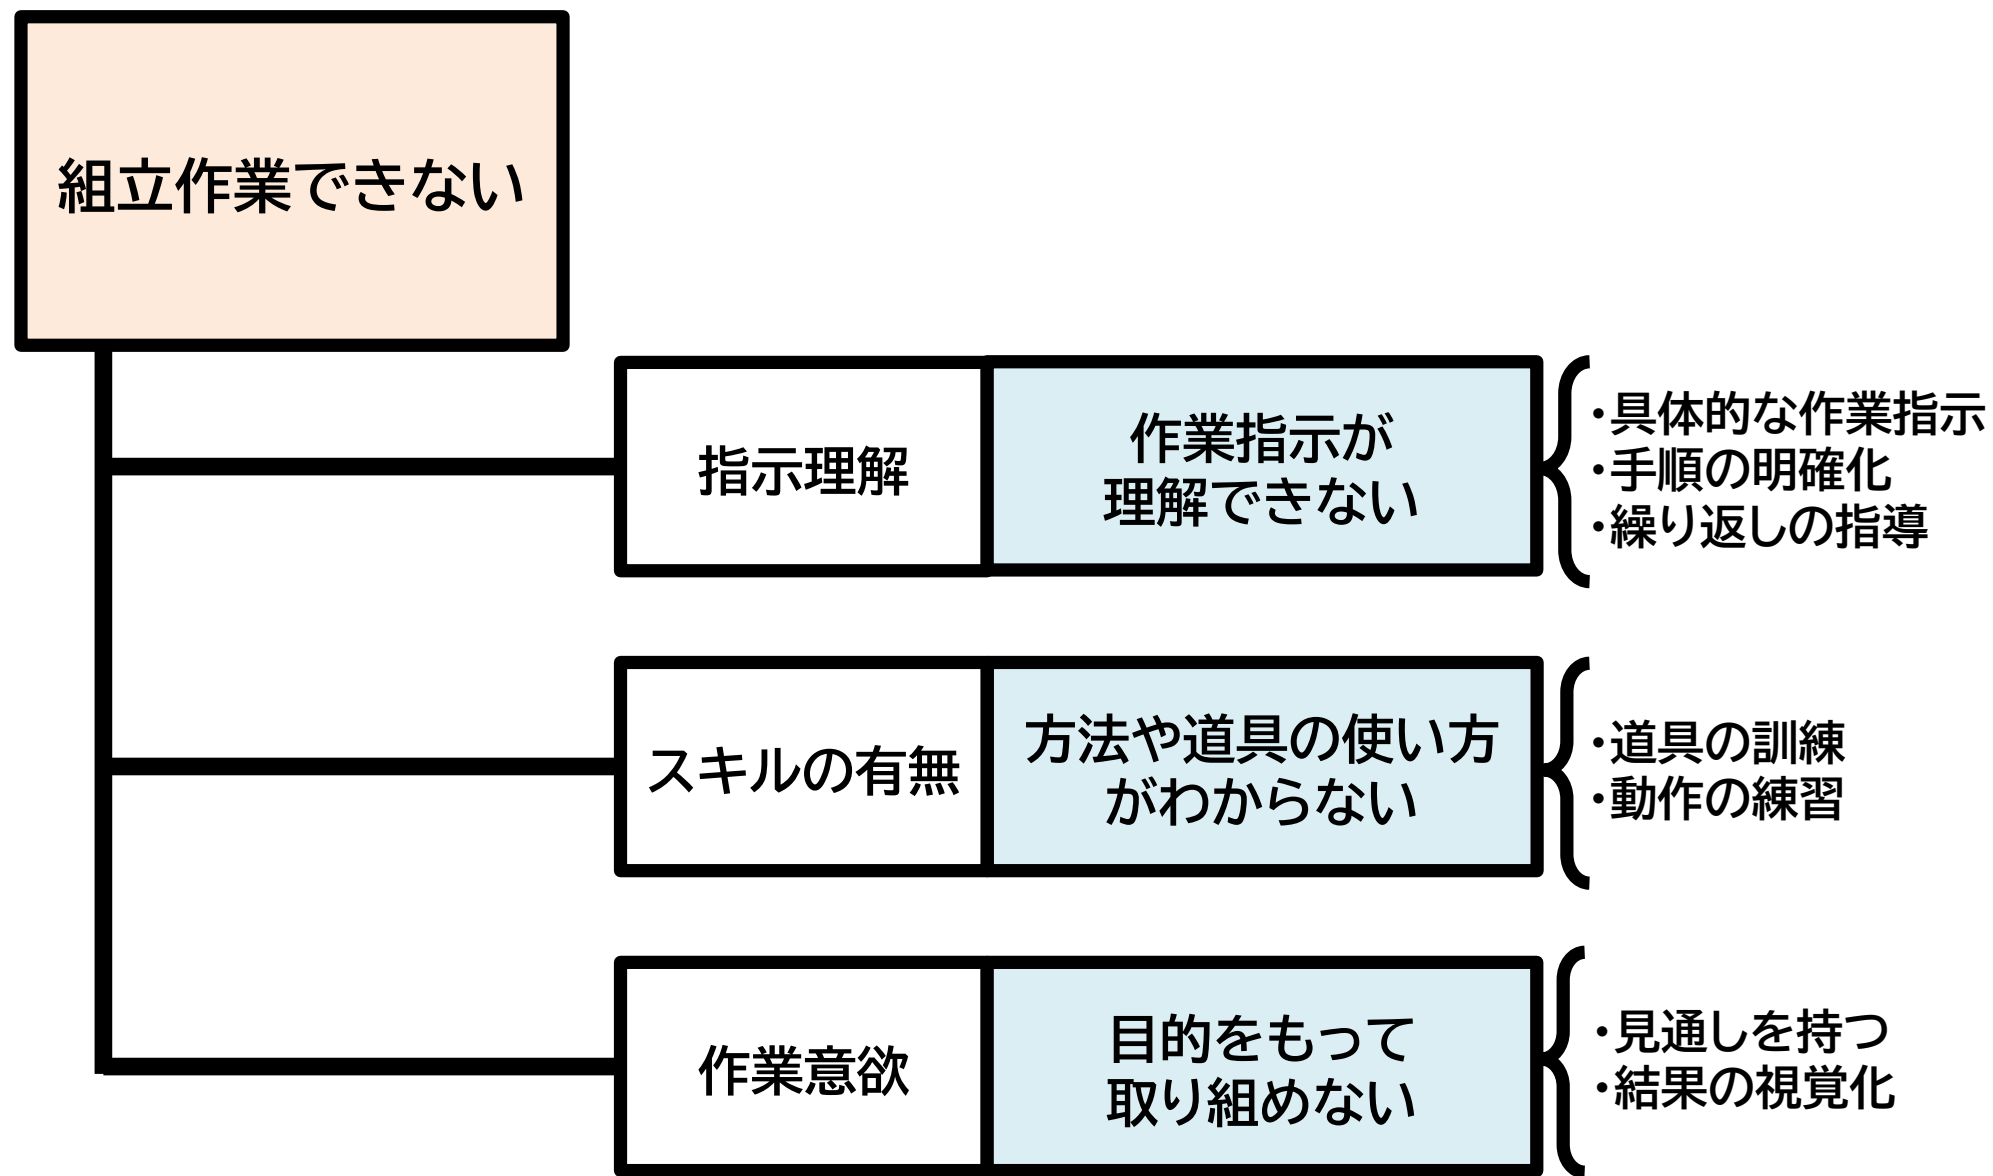 組立作業できない
指示理解
作業指示が
理解できない
・具体的な作業指示
・手順の明確化
・繰り返しの指導
スキルの有無
方法や道具の使い方
がわからない
・道具の訓練
・動作の練習
作業意欲
目的をもって
取り組めない
・見通しを持つ
・結果の視覚化